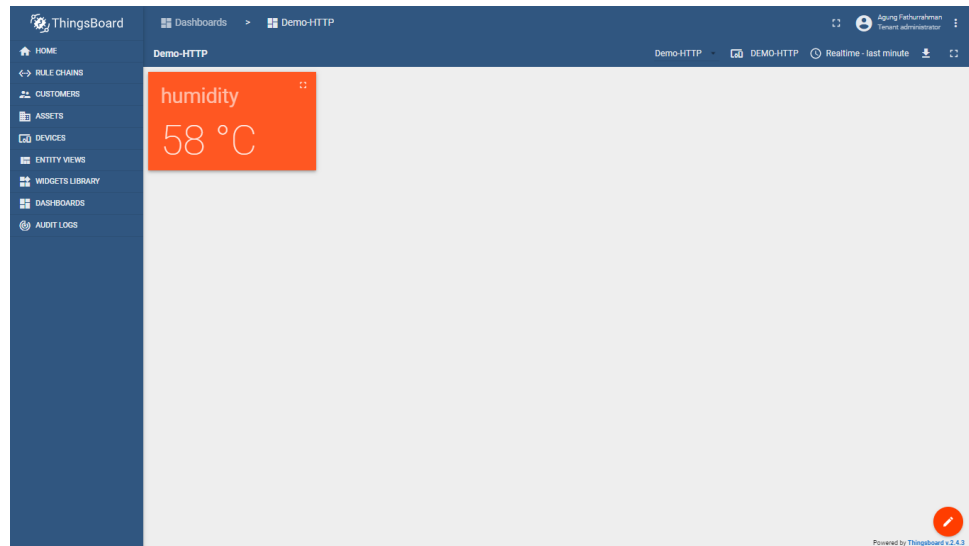 ThingsBoard
Dashboards > Demo-HTTP
Agung Fathurrahman
Tenant administrator
HOME
RULE CHAINS
CUSTOMERS
ASSETS
DEVICES
ENTITY VIEWS
WIDGETS LIBRARY
DASHBOARDS
AUDIT LOGS
Demo-HTTP
Demo-HTTP
DEMO-HTTP
Realtime - last minute
humidity
58 °C
Powered by Thingsboard v.2.4.3